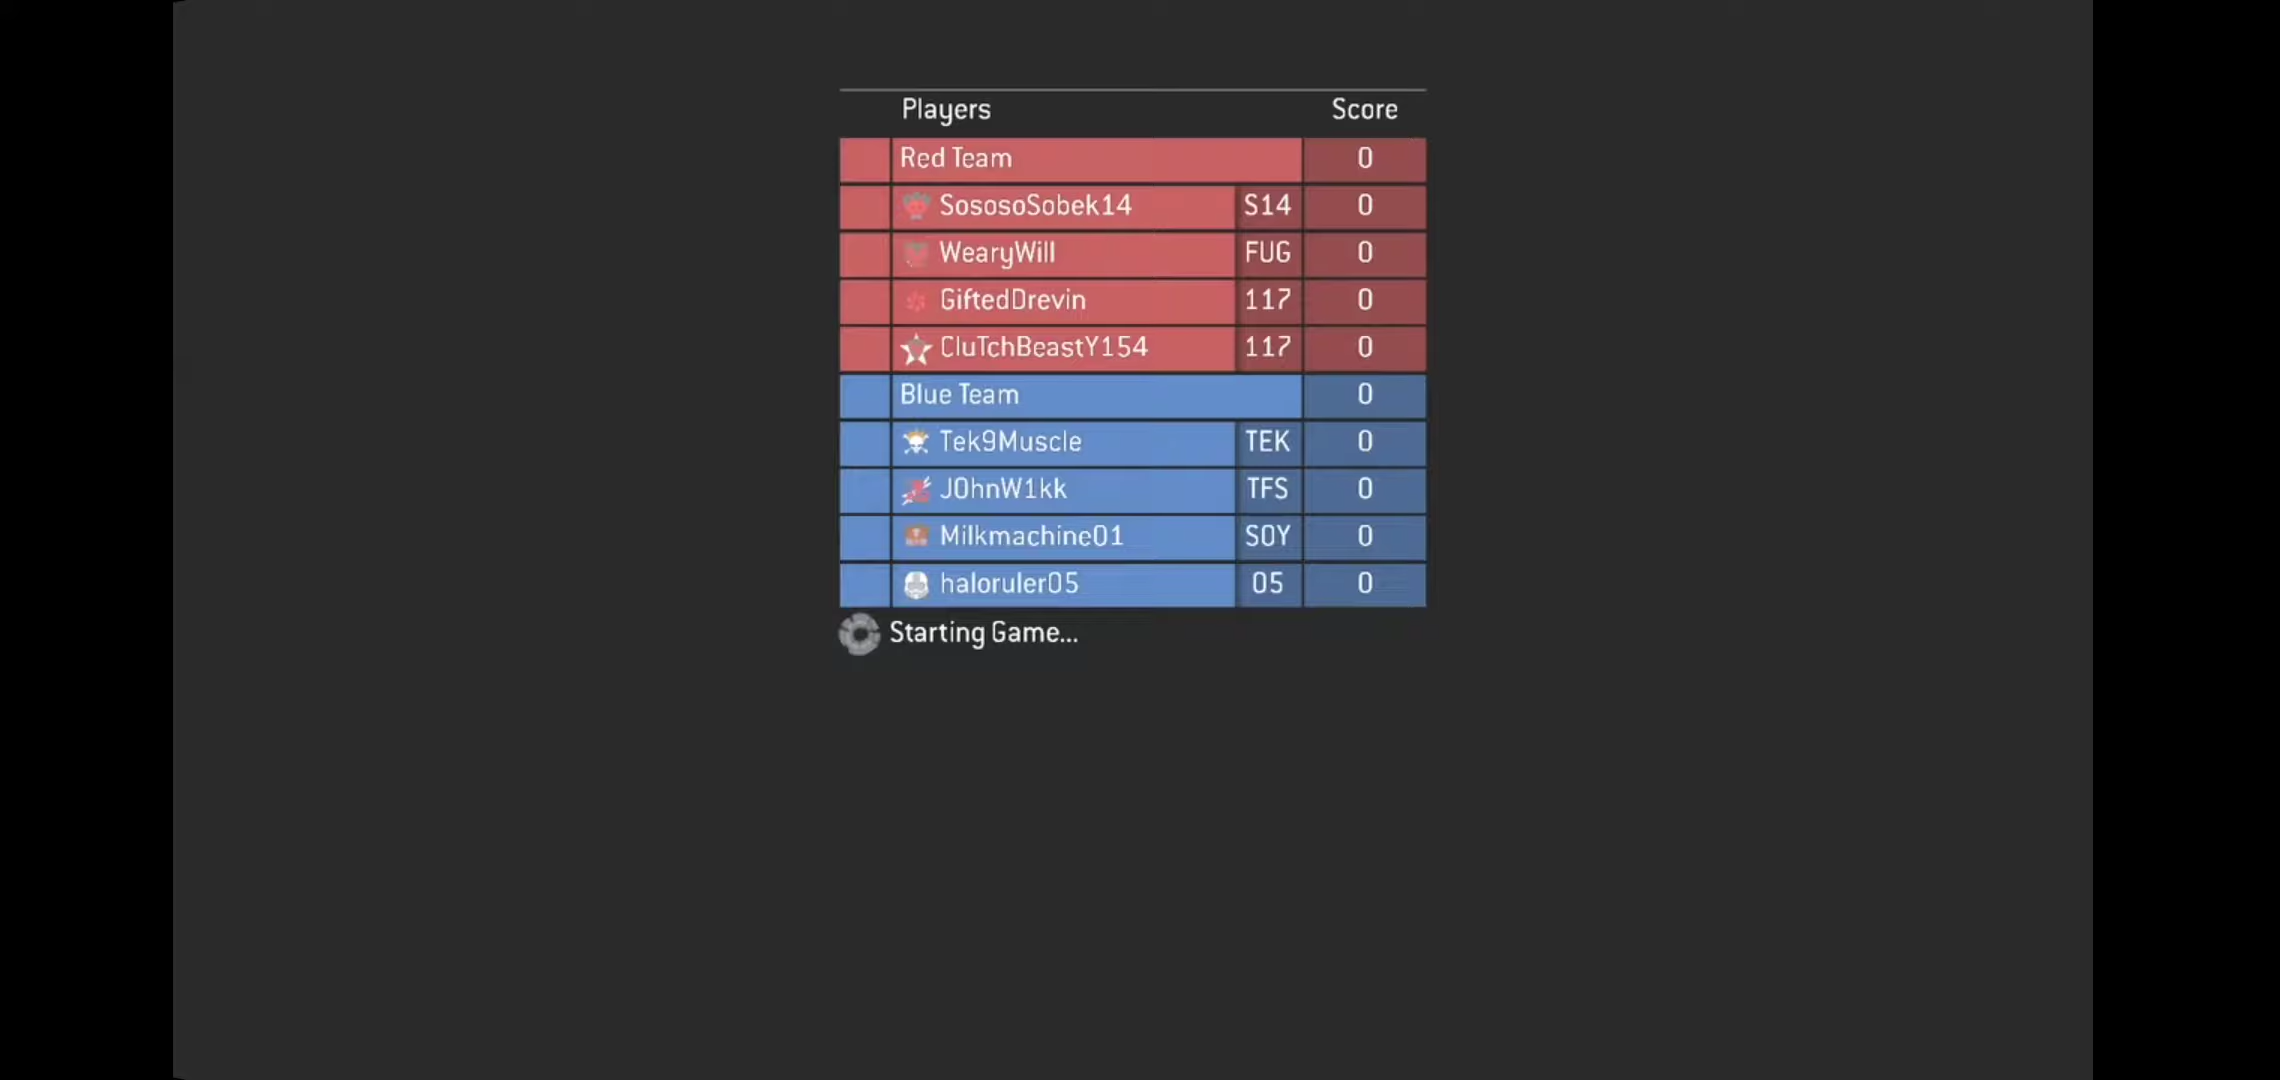 Players Score
Red Team 0
SososoSobek14 S14 0
WearyWill FUG 0
GiftedDrevin 117 0
CluTchBeastY154 117 0
Blue Team 0
Tek9Muscle TEK 0
J0hnW1kk TFS 0
Milkmachine01 SOY 0
haloruler05 05 0
Starting Game...